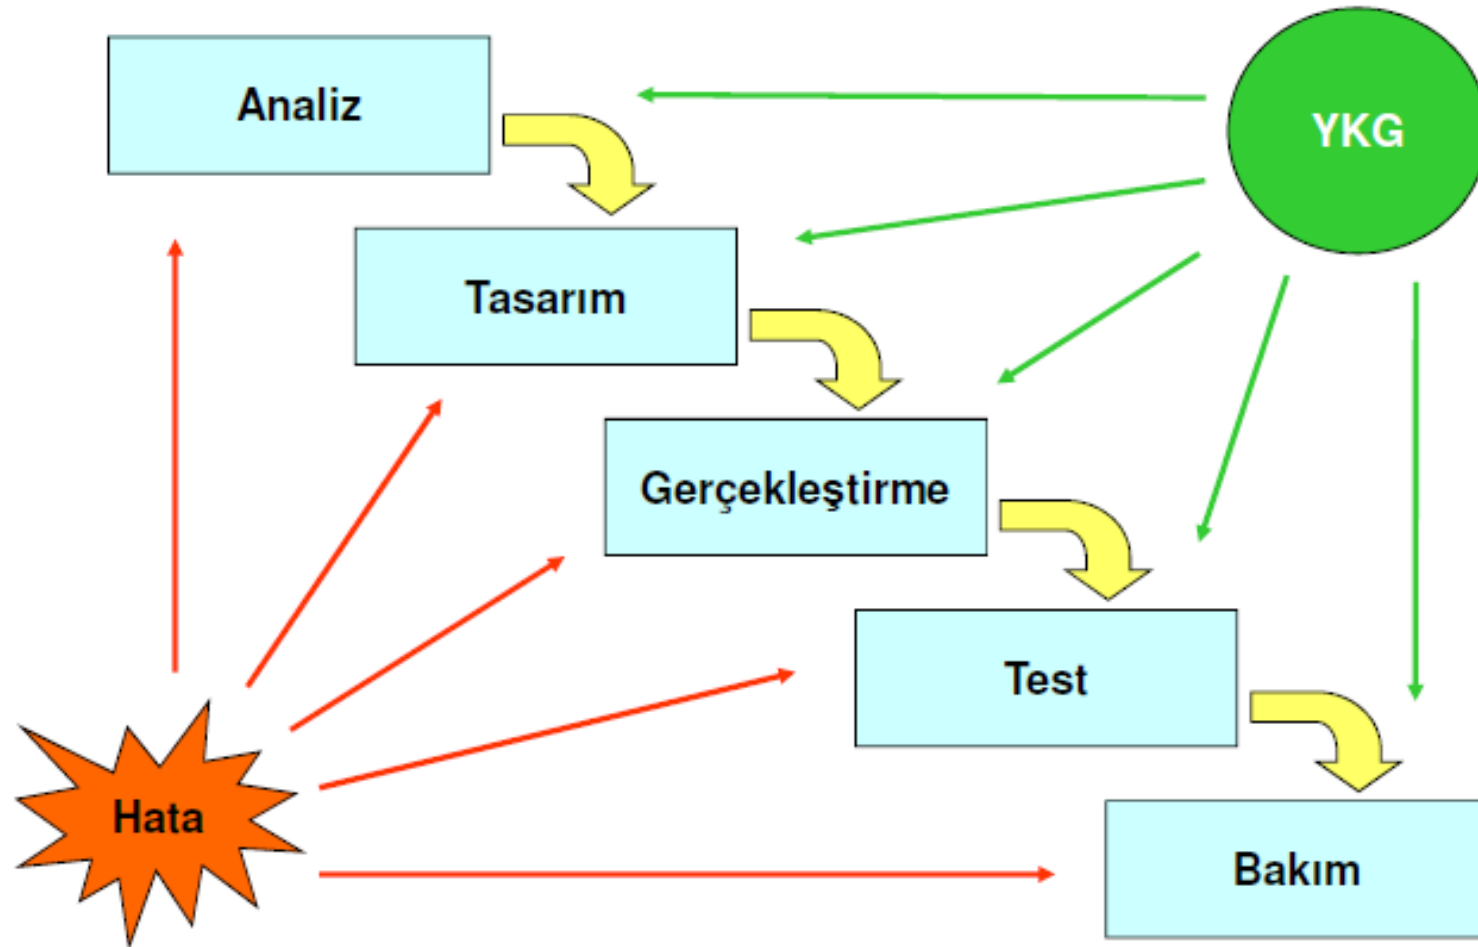 Analiz
YKG
Tasarım
Gerçekleştirme
Test
Hata
Bakım